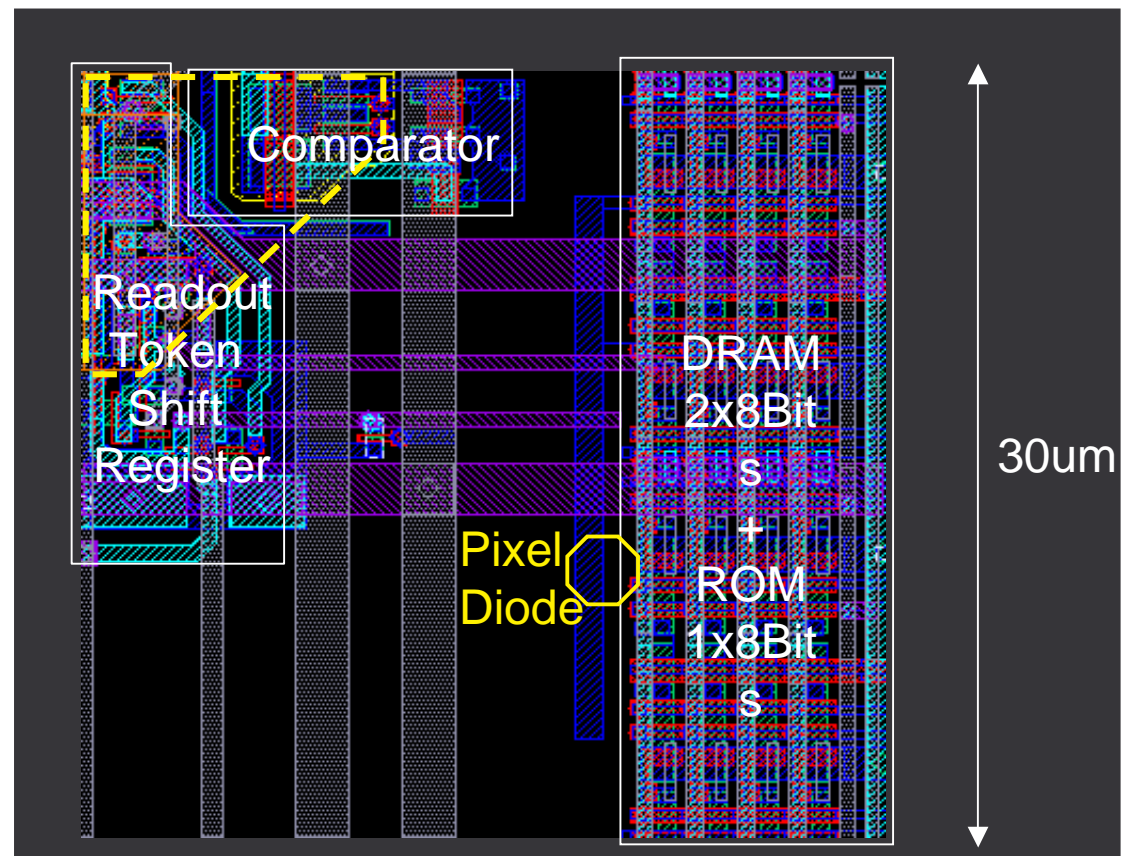 Comparator
Readout
Token
Shift
Register
Pixel
Diode
DRAM
2x8Bit
s
+
ROM
1x8Bit
s
30um